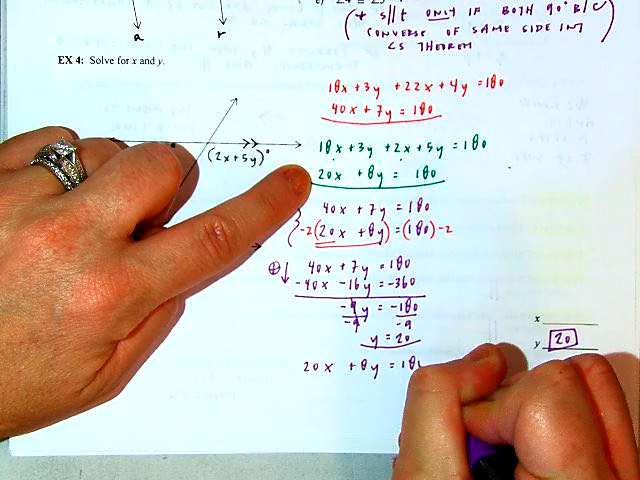 (* s||t ONLY IF BOTH 90° B/C)
CONVERSE OF SAME SIDE INT
∠S THEOREM
a r
EX 4: Solve for x and y.
18x + 3y + 22x + 4y = 180
40x + 7y = 180
(2x + 5y)°
18x + 3y + 2x + 5y = 180
20x + 8y = 180
40x + 7y = 180
-2(20x + 8y) = (180)-2
40x + 7y = 180
-40x - 16y = -360
-9y = -180
-9 -9
y = 20
20x + 8y = 180
x
y 20